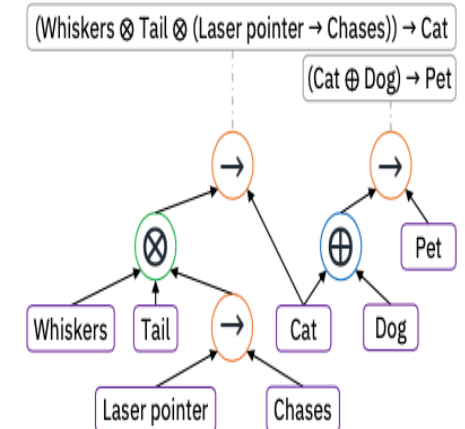 (Whiskers ⊗ Tail ⊗ (Laser pointer → Chases)) → Cat
(Cat ⊕ Dog) → Pet
→ →
⊗ ⊕ Pet
Whiskers Tail → Cat Dog
Laser pointer Chases